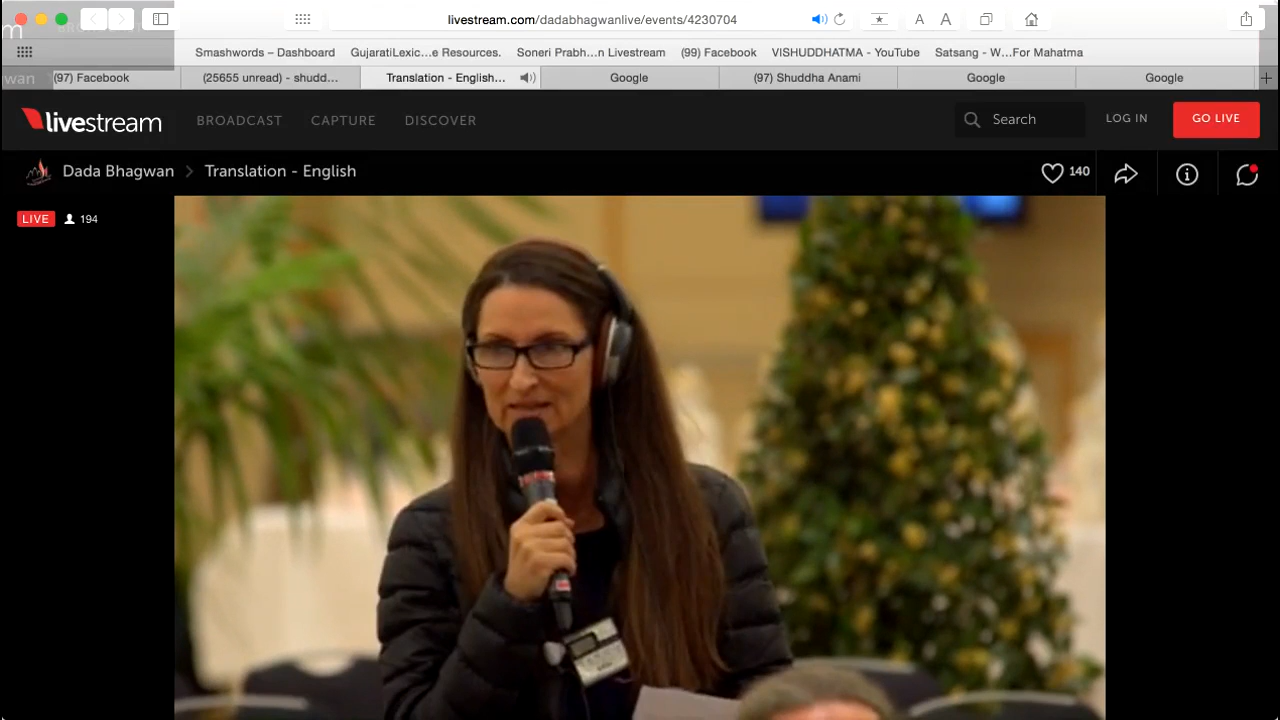 livestream.com/dadabhagwanlive/events/4230704
A A
Smashwords – Dashboard GujaratiLexic...e Resources. Soneri Prabh...n Livestream (99) Facebook VISHUDDHATMA - YouTube Satsang - W...For Mahatma
wan (97) Facebook (25655 unread) - shudd... Translation - English... Google (97) Shuddha Anami Google Google +
livestream BROADCAST CAPTURE DISCOVER Search LOG IN GO LIVE
Dada Bhagwan > Translation - English 140
LIVE 194